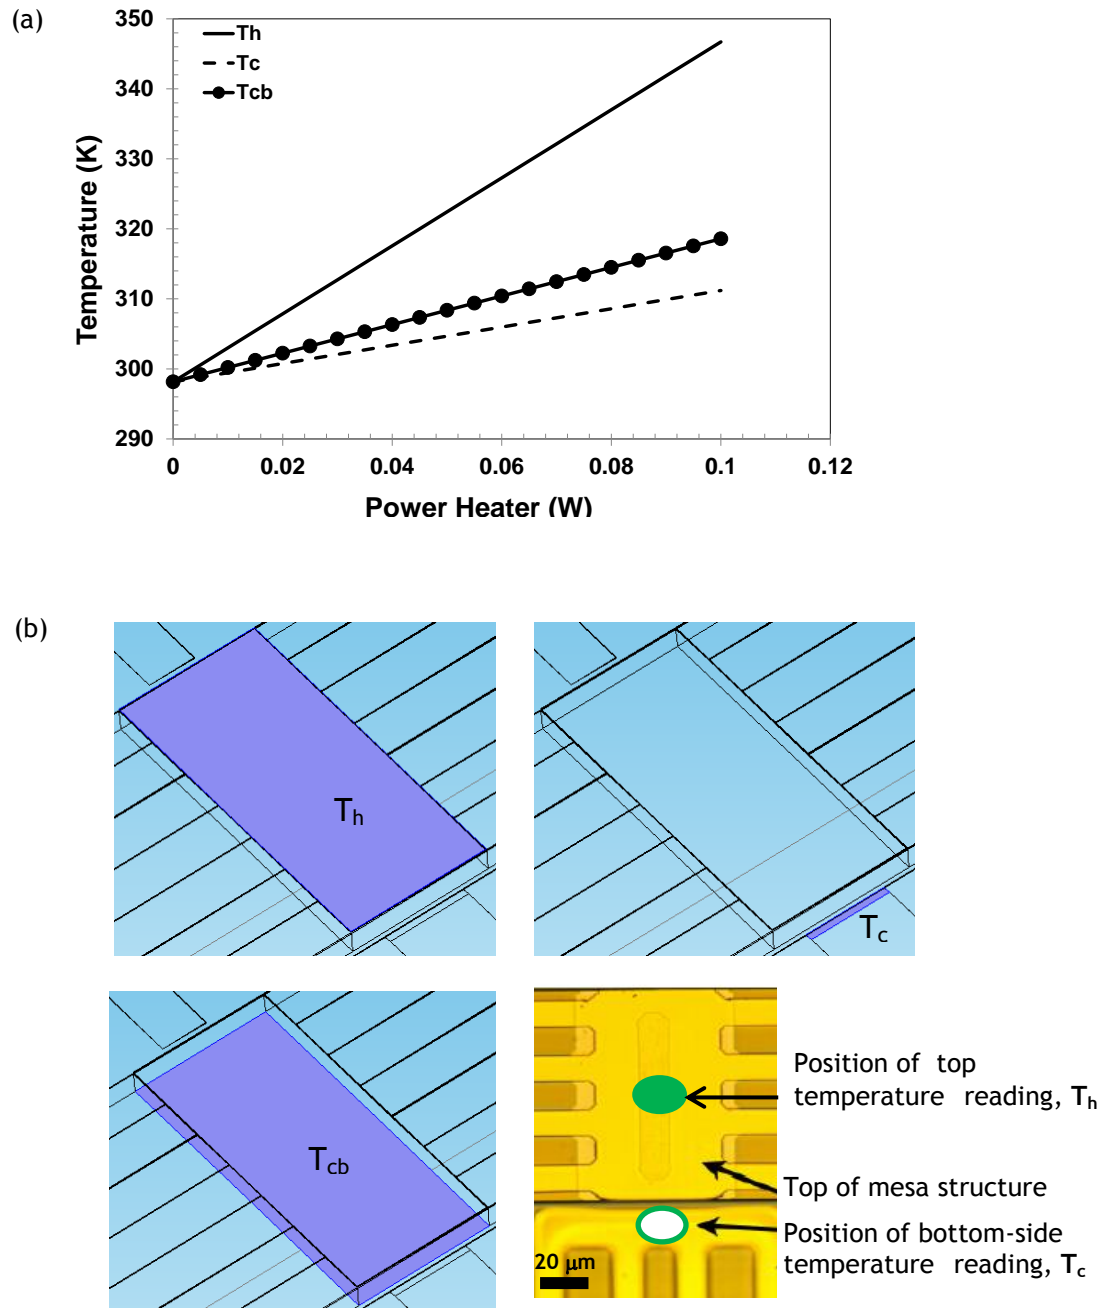 (a)
350
340
330
320
310
300
290
Temperature (K)
Th
Tc
Tcb
0
0.02
0.04
0.06
0.08
0.1
0.12
Power Heater (W)
(b)
Th
Tc
Tcb
Position of top
temperature reading, Th
Top of mesa structure
Position of bottom-side
temperature reading, Tc
20 μm